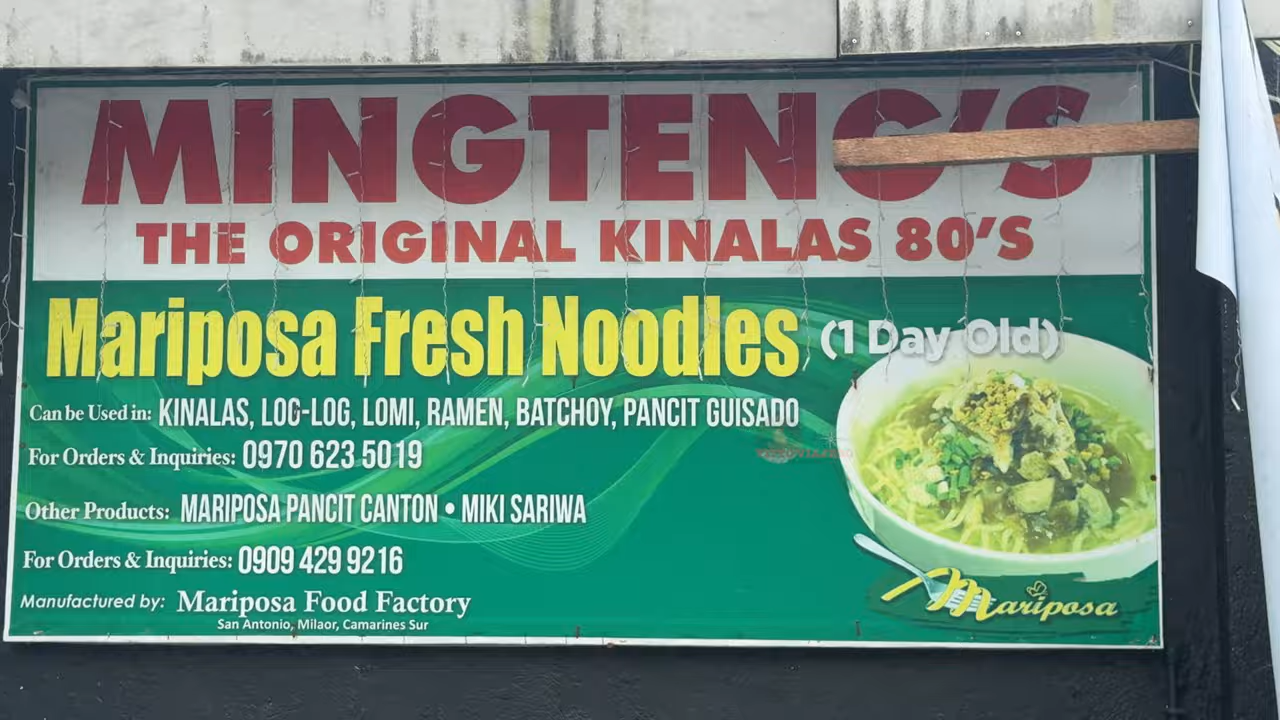 MINGTENG'S
THE ORIGINAL KINALAS 80'S
Mariposa Fresh Noodles (1 Day Old)
Can be Used in: KINALAS, LOG-LOG, LOMI, RAMEN, BATCHOY, PANCIT GUISADO
For Orders & Inquiries: 0970 623 5019
Other Products: MARIPOSA PANCIT CANTON • MIKI SARIWA
For Orders & Inquiries: 0909 429 9216
Manufactured by: Mariposa Food Factory
San Antonio, Milaor, Camarines Sur
Mariposa